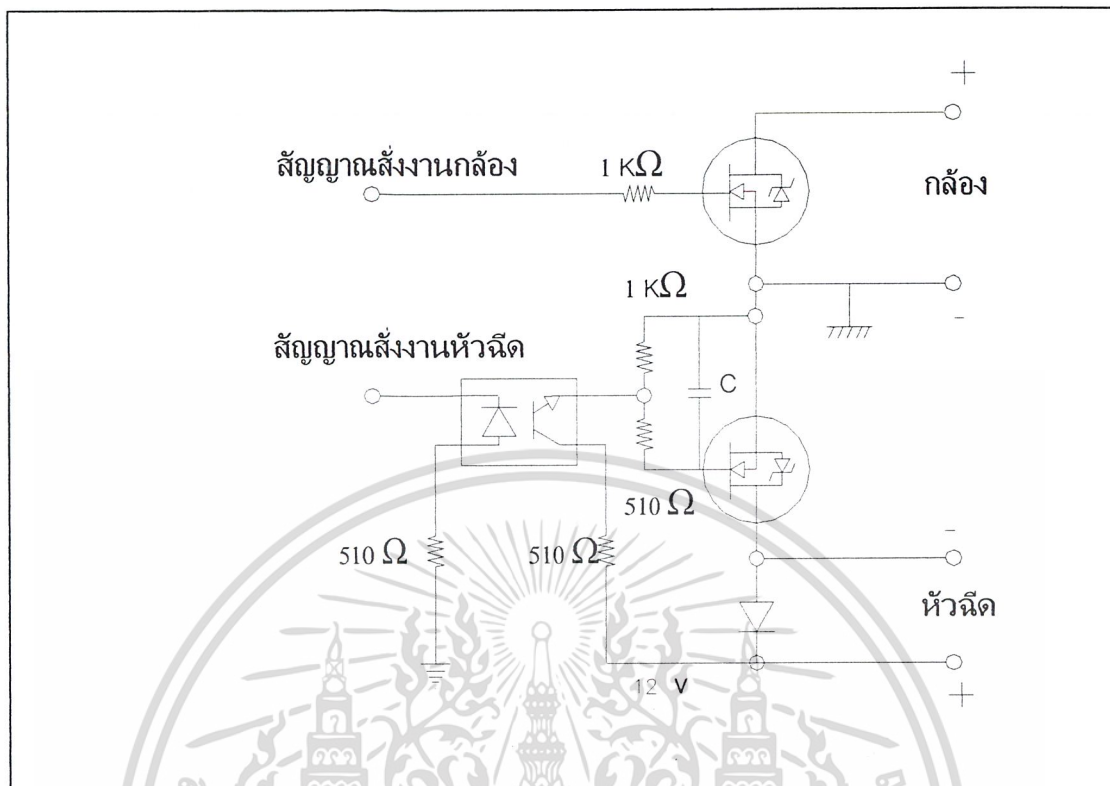 +
สัญญาณสั่งงานกล้อง
1 KΩ
กล้อง
1 KΩ
-
สัญญาณสั่งงานหัวฉีด
C
510 Ω
-
510 Ω
510 Ω
หัวฉีด
12 V
+